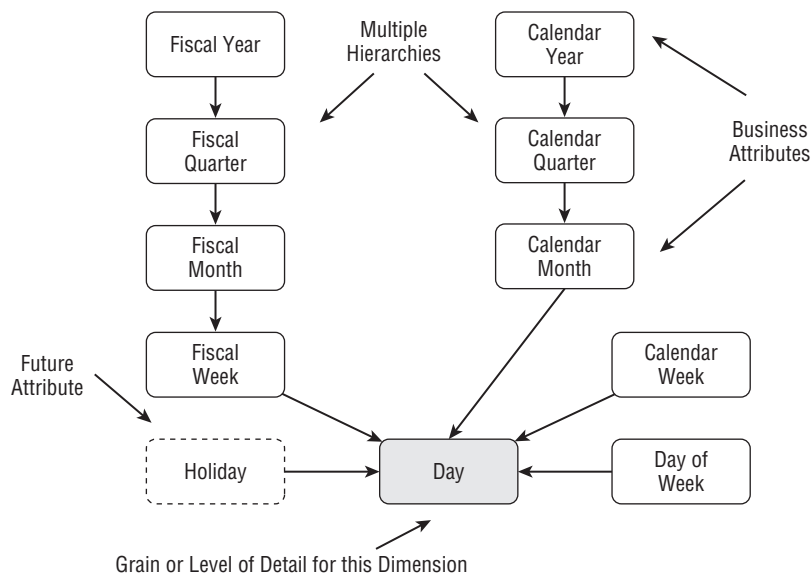 Fiscal Year
Multiple
Hierarchies
Calendar
Year
Fiscal
Quarter
Calendar
Quarter
Business
Attributes
Fiscal
Month
Calendar
Month
Future
Attribute
Fiscal
Week
Calendar
Week
Holiday
Day
Day of
Week
Grain or Level of Detail for this Dimension